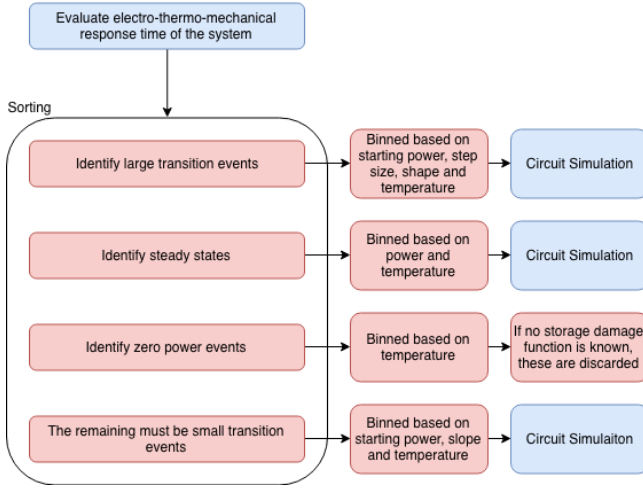 Evaluate electro-thermo-mechanical
response time of the system
Sorting
Identify large transition events
Binned based on
starting power, step
size, shape and
temperature
Circuit Simulation
Identify steady states
Binned based on
power and
temperature
Circuit Simulation
Identify zero power events
Binned based on
temperature
If no storage damage
function is known,
these are discarded
The remaining must be small transition
events
Binned based on
starting power, slope
and temperature
Circuit Simulaiton